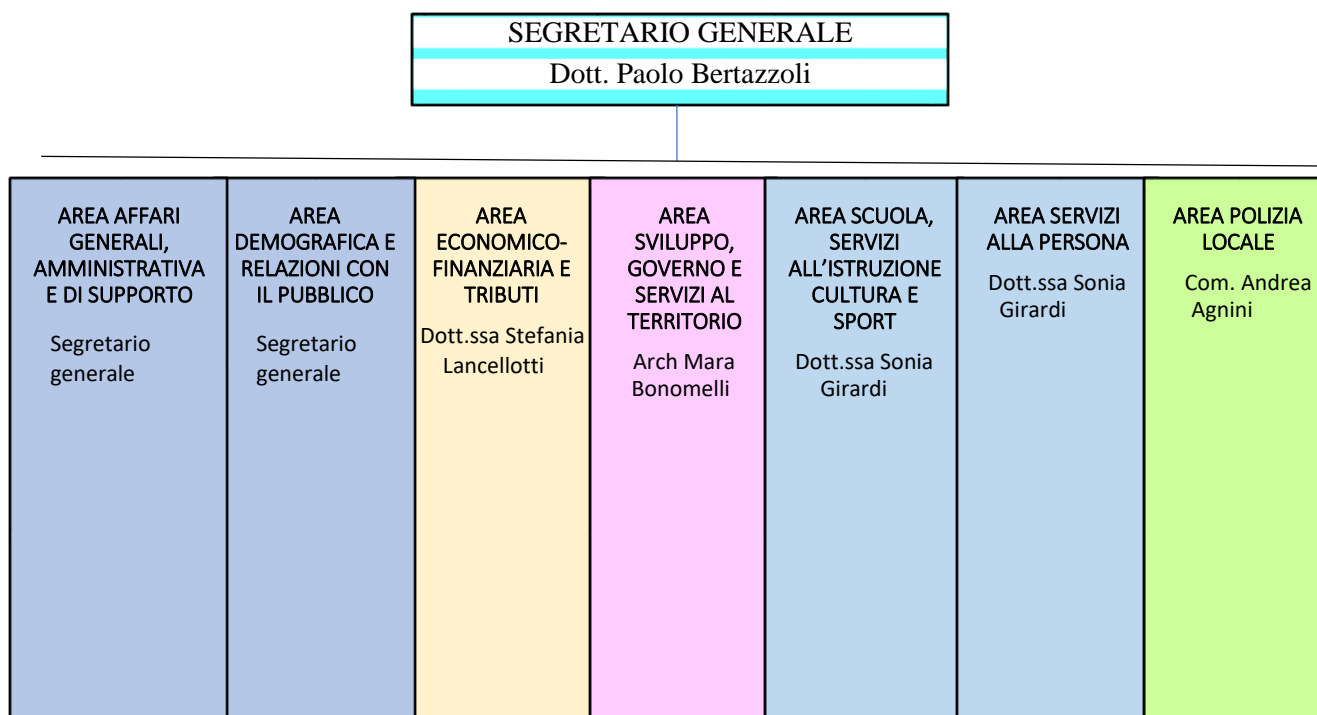 SEGRETARIO GENERALE
Dott. Paolo Bertazzoli
AREA AFFARI
GENERALI,
AMMINISTRATIVA
E DI SUPPORTO
Segretario
generale
AREA
DEMOGRAFICA E
RELAZIONI CON
IL PUBBLICO
Segretario
generale
AREA
ECONOMICO-
FINANZIARIA E
TRIBUTI
Dott.ssa Stefania
Lancellotti
AREA
SVILUPPO,
GOVERNO E
SERVIZI AL
TERRITORIO
Arch Mara
Bonomelli
AREA SCUOLA,
SERVIZI
ALL’ISTRUZIONE
CULTURA E
SPORT
Dott.ssa Sonia
Girardi
AREA SERVIZI
ALLA PERSONA
Dott.ssa Sonia
Girardi
AREA POLIZIA
LOCALE
Com. Andrea
Agnini